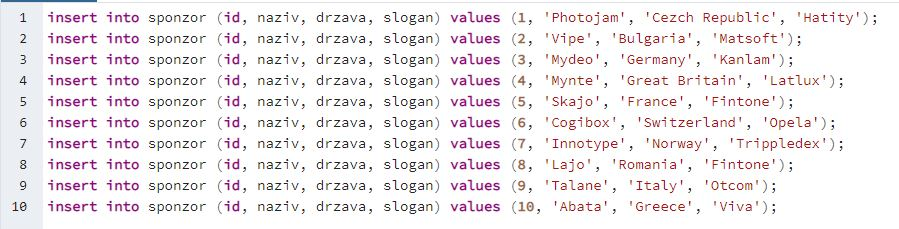 1 insert into sponzor (id, naziv, drzava, slogan) values (1, 'Photojam', 'Cezch Republic', 'Hatity');
2 insert into sponzor (id, naziv, drzava, slogan) values (2, 'Vipe', 'Bulgaria', 'Matsoft');
3 insert into sponzor (id, naziv, drzava, slogan) values (3, 'Mydeo', 'Germany', 'Kanlam');
4 insert into sponzor (id, naziv, drzava, slogan) values (4, 'Mynte', 'Great Britain', 'Latlux');
5 insert into sponzor (id, naziv, drzava, slogan) values (5, 'Skajo', 'France', 'Fintone');
6 insert into sponzor (id, naziv, drzava, slogan) values (6, 'Cogibox', 'Switzerland', 'Opela');
7 insert into sponzor (id, naziv, drzava, slogan) values (7, 'Innotype', 'Norway', 'Trippledex');
8 insert into sponzor (id, naziv, drzava, slogan) values (8, 'Lajo', 'Romania', 'Fintone');
9 insert into sponzor (id, naziv, drzava, slogan) values (9, 'Talane', 'Italy', 'Otcom');
10 insert into sponzor (id, naziv, drzava, slogan) values (10, 'Abata', 'Greece', 'Viva');